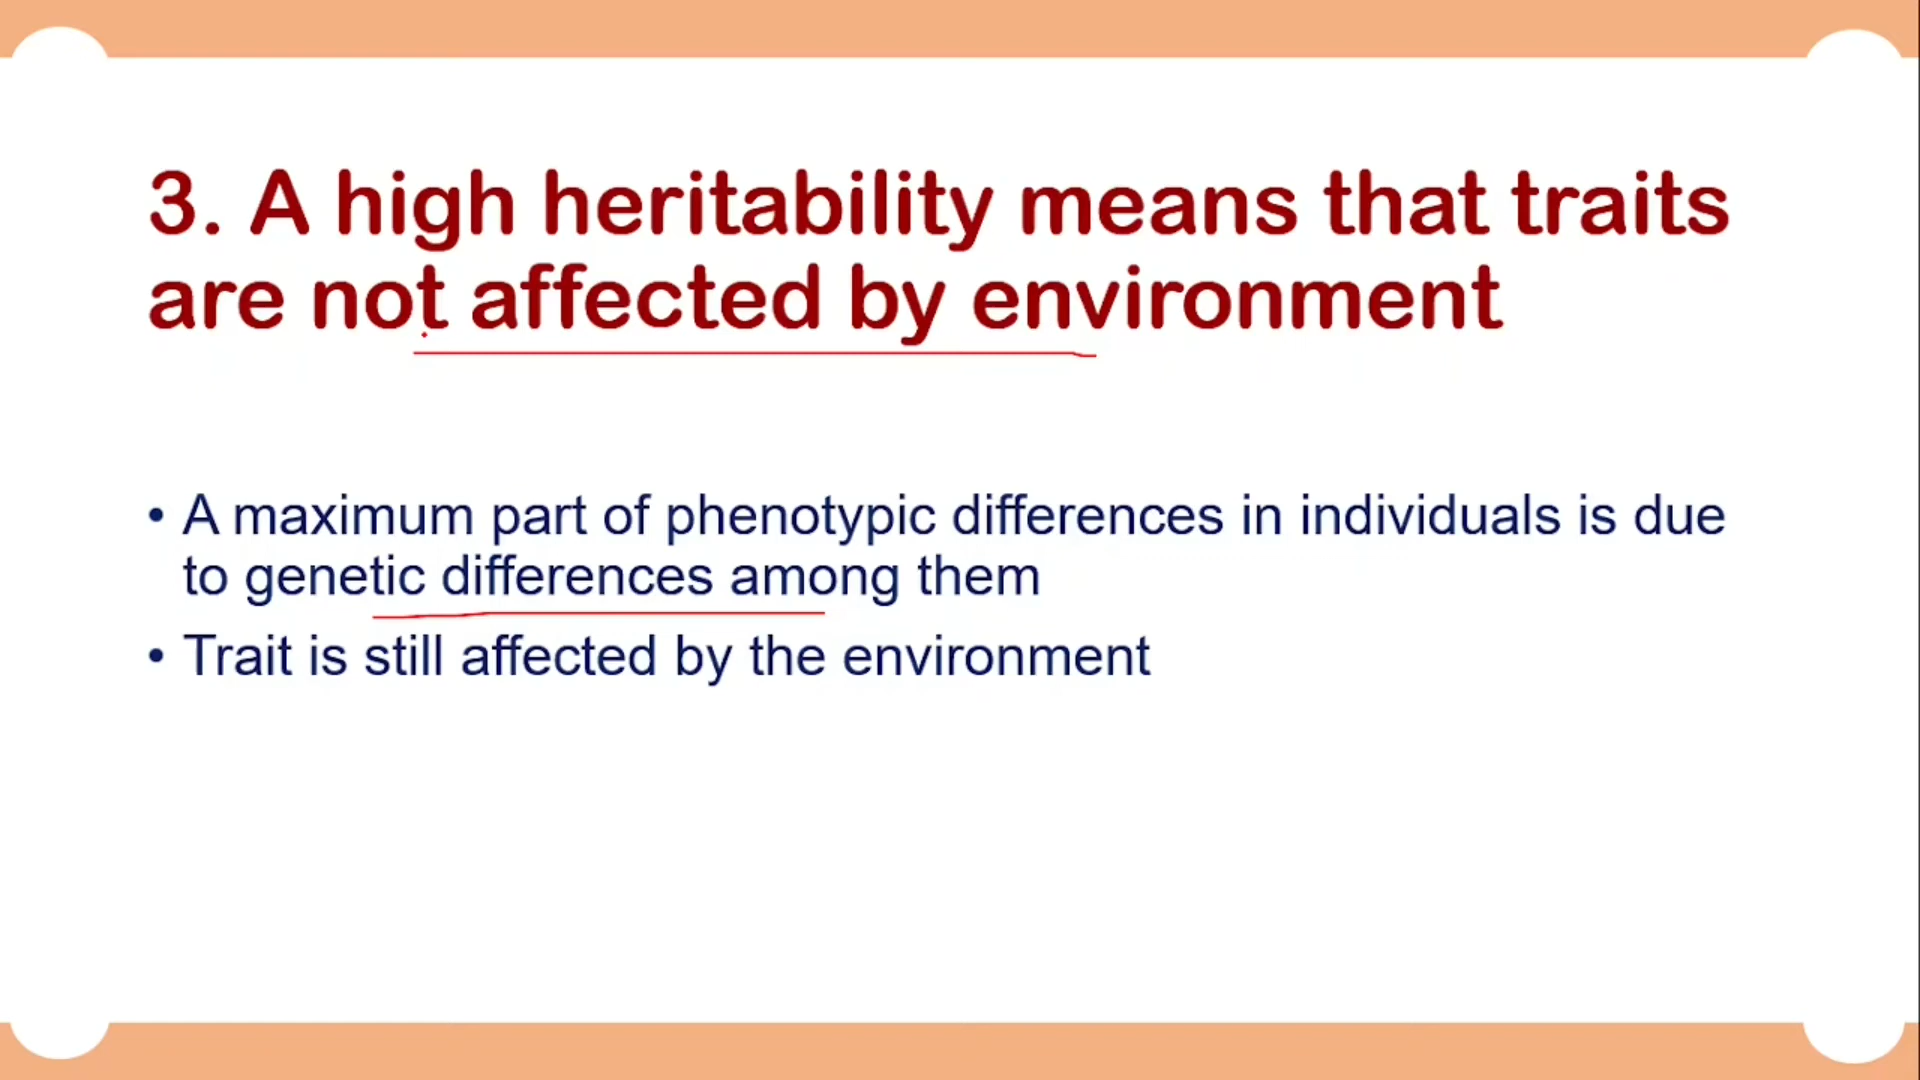 3. A high heritability means that traits
are not affected by environment
• A maximum part of phenotypic differences in individuals is due
to genetic differences among them
• Trait is still affected by the environment